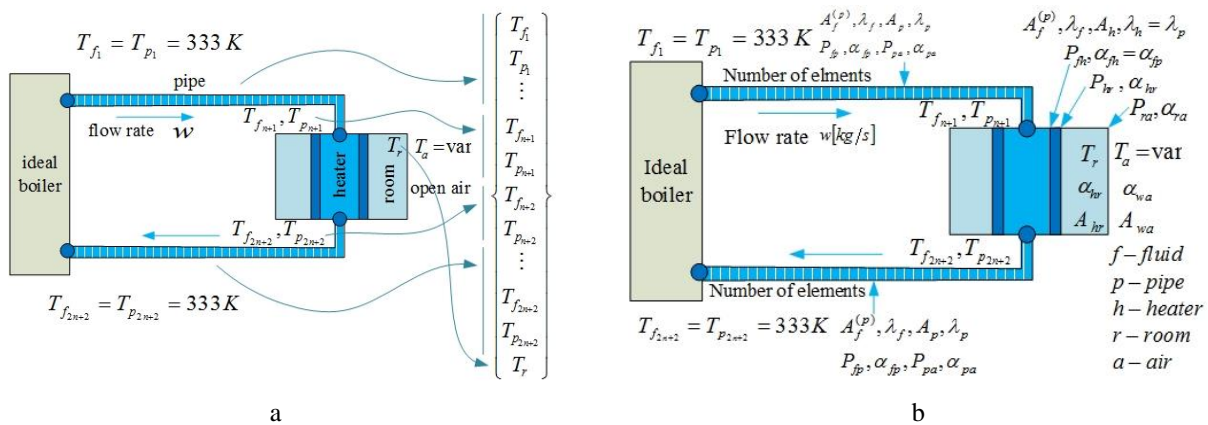 T_{f_1} = T_{p_1} = 333 K
pipe
flow rate w
T_{f_{n+1}}, T_{p_{n+1}}
ideal
boiler
heater
T_r
room
T_a = var
open air
T_{f_{2n+2}}, T_{p_{2n+2}}
T_{f_{2n+2}} = T_{p_{2n+2}} = 333 K
T_{f_1}
T_{p_1}
⋮
T_{f_{n+1}}
T_{p_{n+1}}
T_{f_{n+2}}
T_{p_{n+2}}
⋮
T_{f_{2n+2}}
T_{p_{2n+2}}
T_r
a
T_{f_1} = T_{p_1} = 333 K
A_f^{(p)}, λ_f, A_p, λ_p
P_{fp}, α_{fp}, P_{pa}, α_{pa}
Number of elments
A_f^{(p)}, λ_f, A_h, λ_h = λ_p
P_{fh}, α_{fh} = α_{fp}
P_{hr}, α_{hr}
P_{ra}, α_{ra}
T_{f_{n+1}}, T_{p_{n+1}}
Flow rate w[kg/s]
Ideal
boiler
T_r T_a = var
α_{hr} α_{wa}
A_{hr} A_{wa}
T_{f_{2n+2}}, T_{p_{2n+2}}
f – fluid
Number of elements
p – pipe
h – heater
T_{f_{2n+2}} = T_{p_{2n+2}} = 333K
A_f^{(p)}, λ_f, A_p, λ_p
r – room
P_{fp}, α_{fp}, P_{pa}, α_{pa}
a – air
b